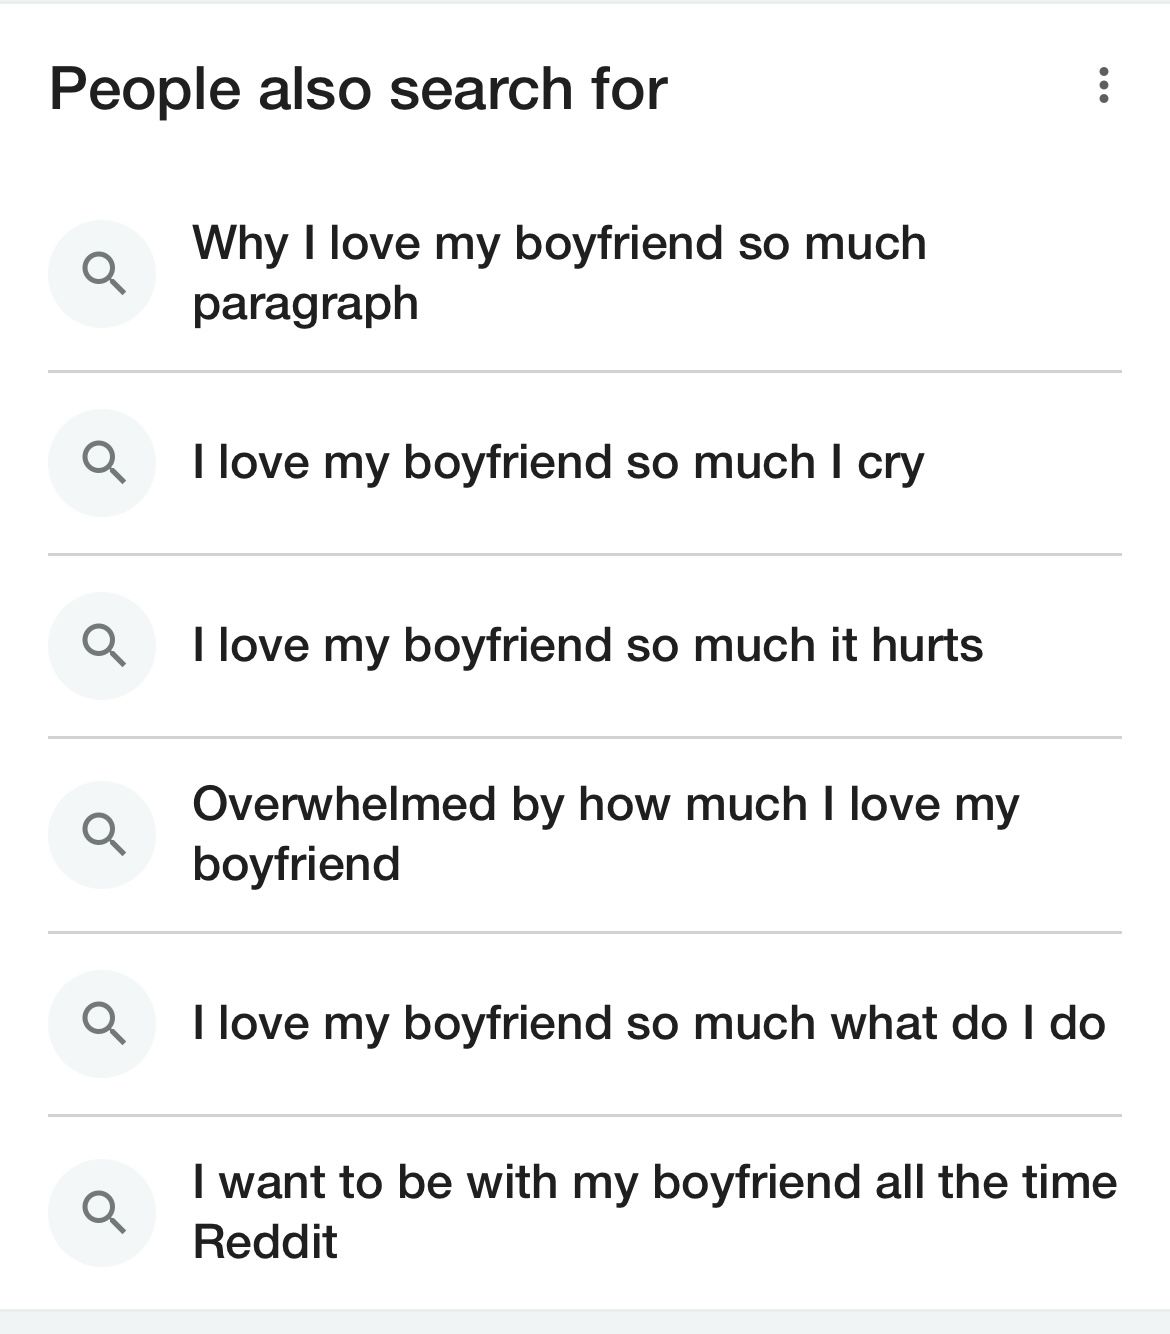 People also search for
Why I love my boyfriend so much
paragraph
I love my boyfriend so much I cry
I love my boyfriend so much it hurts
Overwhelmed by how much I love my
boyfriend
I love my boyfriend so much what do I do
I want to be with my boyfriend all the time
Reddit